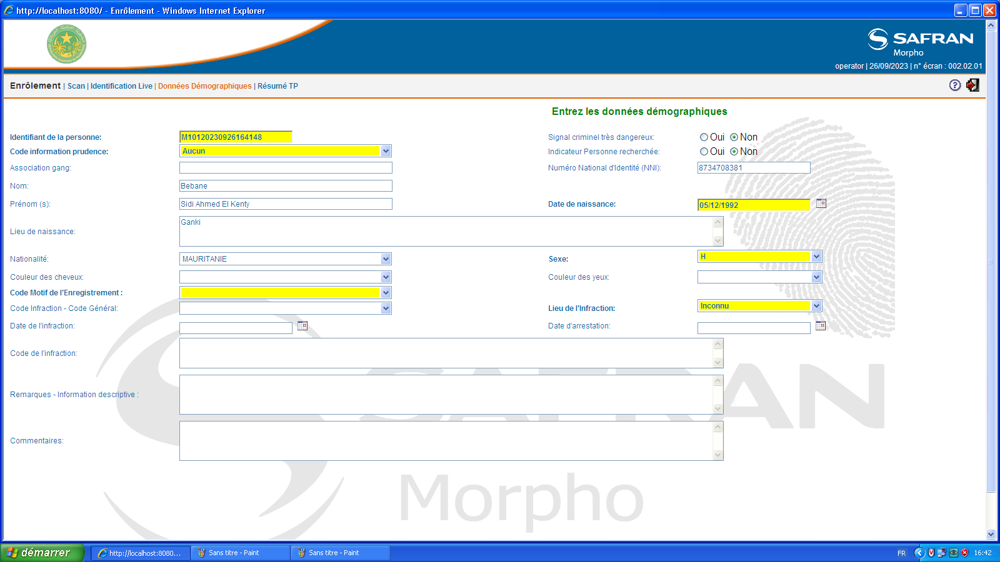 http://localhost:8080/ - Enrôlement - Windows Internet Explorer
SAFRAN
Morpho
operator | 26/09/2023 | n° écran : 002.02.01
Enrôlement | Scan | Identification Live | Données Démographiques | Résumé TP
Entrez les données démographiques
Identifiant de la personne: M10120230926164148 Signal criminel très dangereux: Oui Non
Code information prudence: Aucun Indicateur Personne recherchée: Oui Non
Association gang: Numéro National d'Identité (NNI): 8734708381
Nom: Bebane
Prénom (s): Sidi Ahmed El Kenty Date de naissance: 05/12/1992
Lieu de naissance: Ganki
Nationalité: MAURITANIE Sexe: H
Couleur des cheveux: Couleur des yeux:
Code Motif de l'Enregistrement :
Code Infraction - Code Général: Lieu de l'Infraction: Inconnu
Date de l'infraction: Date d'arrestation:
Code de l'infraction:
Remarques - Information descriptive :
Commentaires:
SAFRAN
Morpho
démarrer http://localhost:8080... Sans titre - Paint Sans titre - Paint FR 16:42